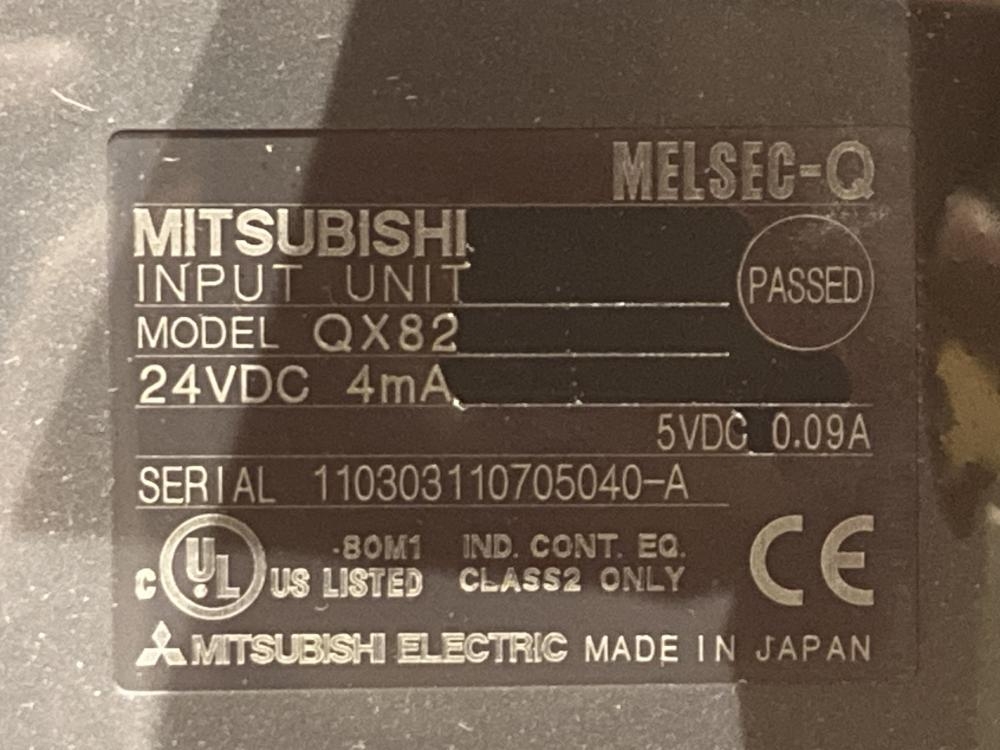 MELSEC-Q
MITSUBISHI
INPUT UNIT
PASSED
MODEL QX82
24VDC 4mA
5VDC 0.09A
SERIAL 110303110705040-A
C UL US LISTED
80M1 IND. CONT. EQ.
CLASS2 ONLY
CE
MITSUBISHI ELECTRIC MADE IN JAPAN